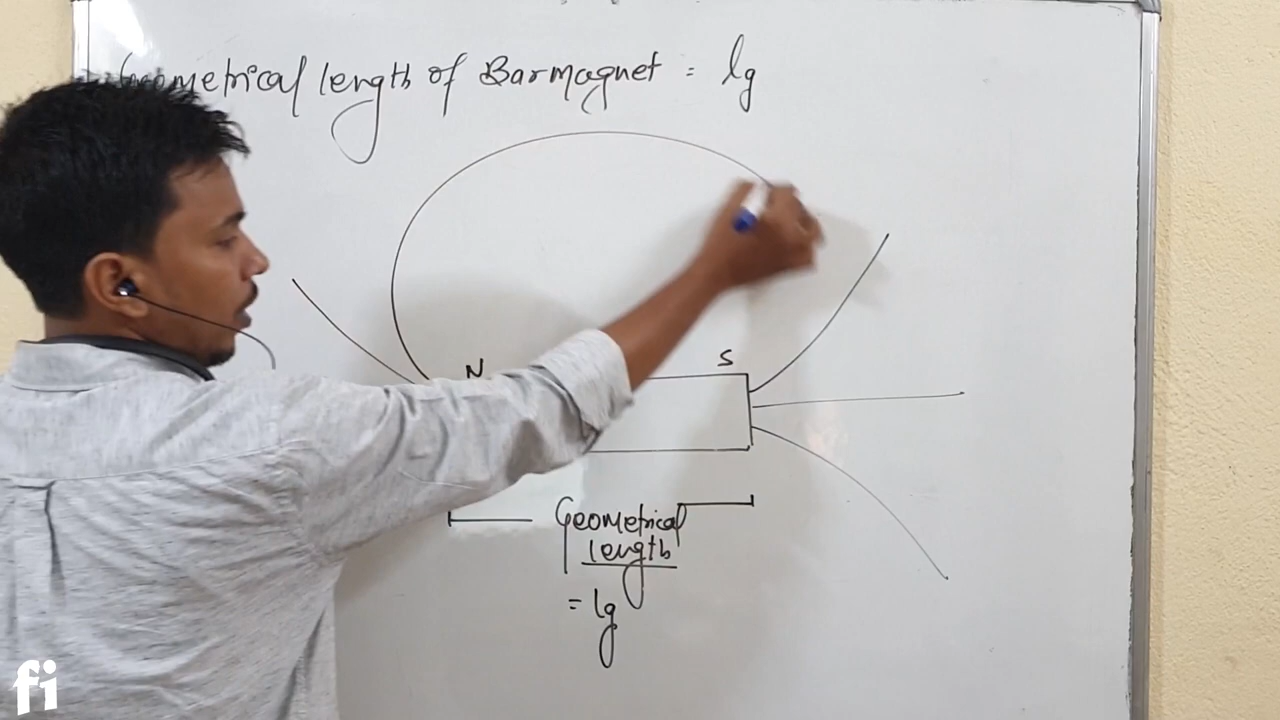 Geometrical length of Barmagnet = lg
N
S
Geometrical
length
= lg
fi